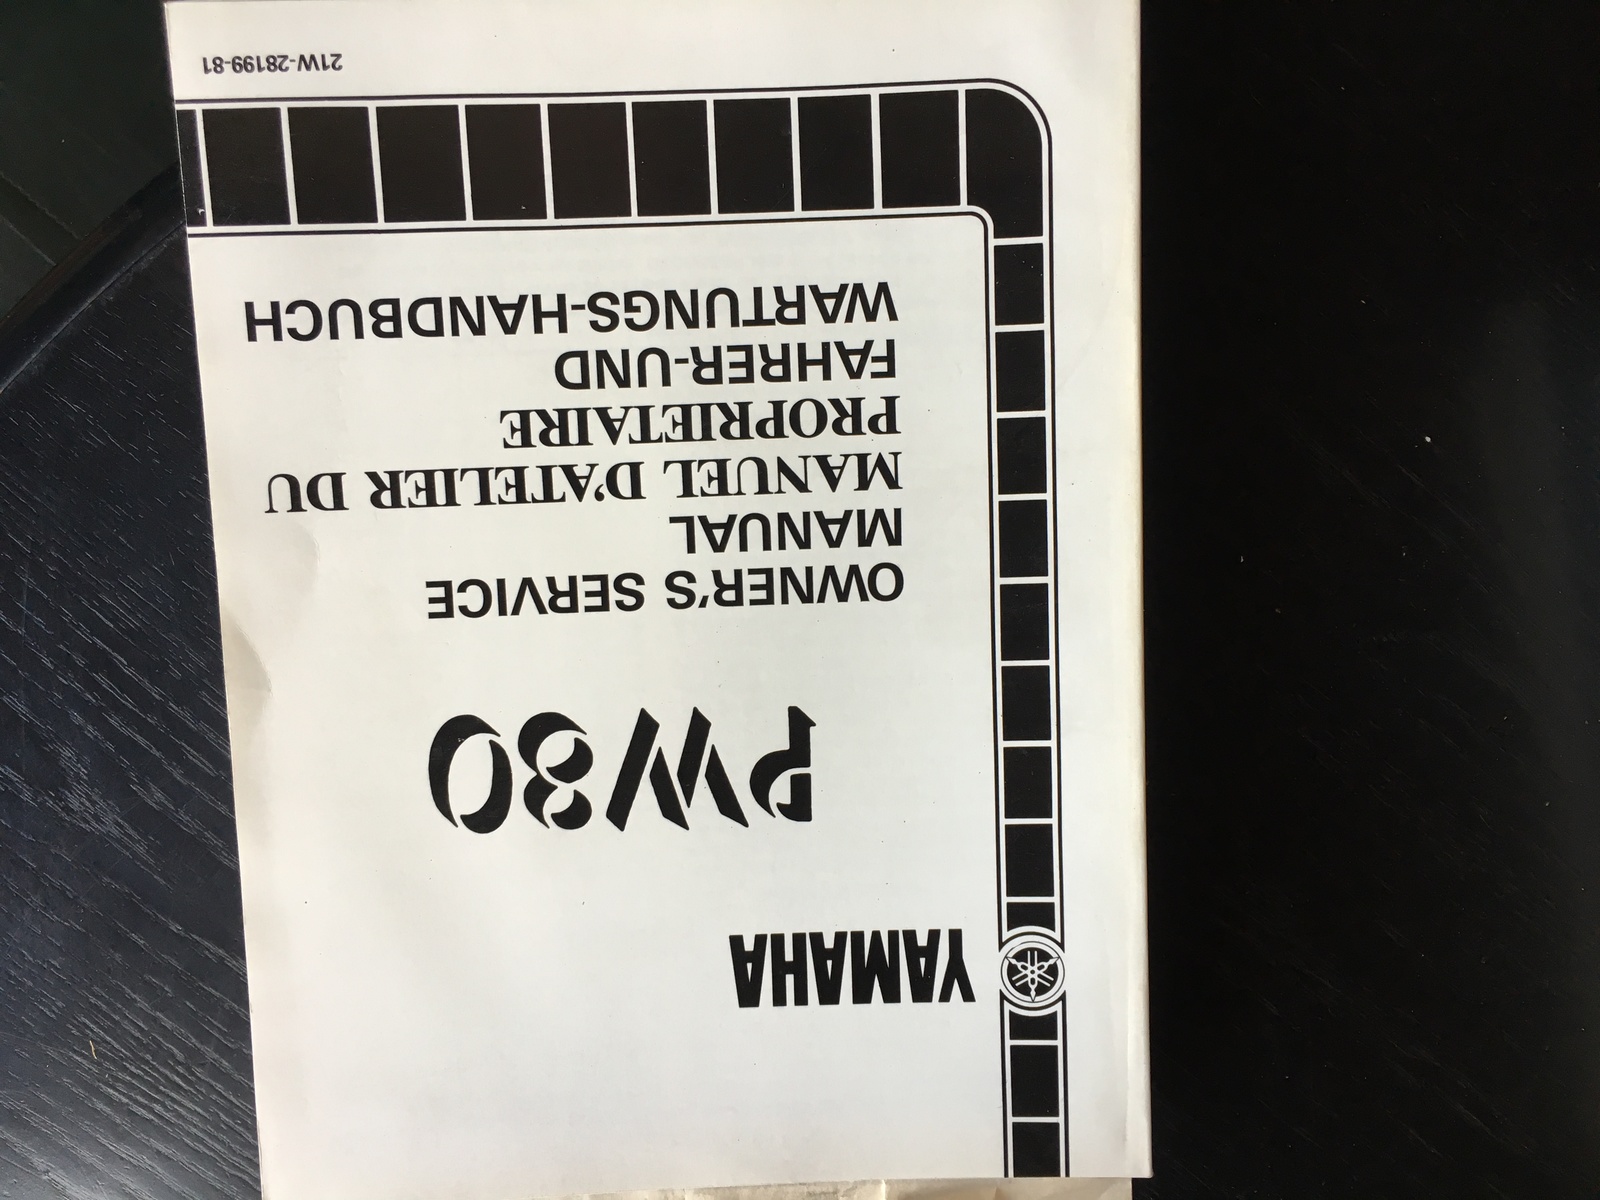 YAMAHA
PW80
OWNER'S SERVICE
MANUAL
MANUEL D'ATELIER DU
PROPRIETAIRE
FAHRER-UND
WARTUNGS-HANDBUCH
21W-28199-81